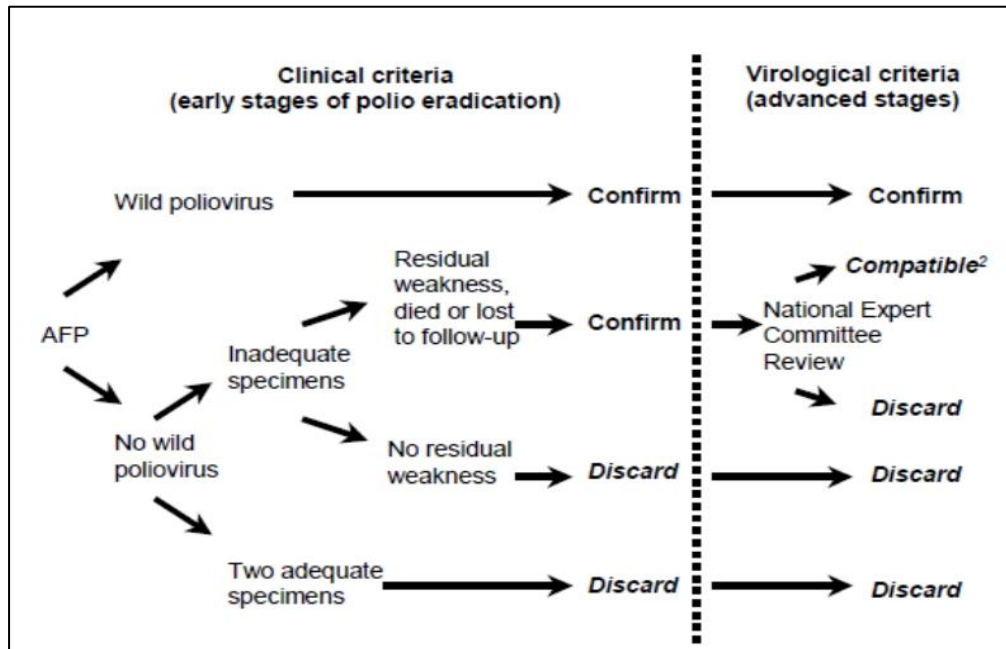 Clinical criteria
(early stages of polio eradication)
Virological criteria
(advanced stages)
Wild poliovirus
Confirm
Confirm
AFP
Residual
weakness,
died or lost
to follow-up
Confirm
Compatible²
National Expert
Committee
Review
Discard
Inadequate
specimens
No wild
poliovirus
No residual
weakness
Discard
Discard
Two adequate
specimens
Discard
Discard